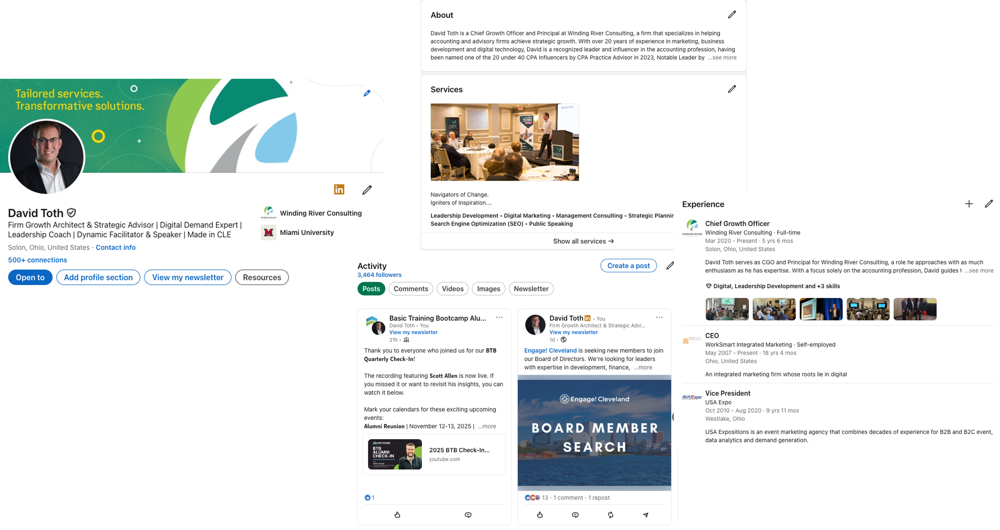 Tailored services.
Transformative solutions.
in
David Toth
Firm Growth Architect & Strategic Advisor | Digital Demand Expert |
Leadership Coach | Dynamic Facilitator & Speaker | Made in CLE
Solon, Ohio, United States · Contact info
500+ connections
Open to
Add profile section
View my newsletter
Resources
WINDING RIVER
Winding River Consulting
M
Miami University
About
David Toth is a Chief Growth Officer and Principal at Winding River Consulting, a firm that specializes in helping
accounting and advisory firms achieve strategic growth. With over 20 years of experience in marketing, business
development and digital technology, David is a recognized leader and influencer in the accounting profession, having
been named one of the 20 under 40 CPA Influencers by CPA Practice Advisor in 2023, Notable Leader by ...see more
Services
Thank You
IAPA
IAPA
Navigators of Change.
Igniters of Inspiration....
Leadership Development • Digital Marketing • Management Consulting • Strategic Plannin
Search Engine Optimization (SEO) • Public Speaking
Show all services →
Activity
3,464 followers
Create a post
Posts
Comments
Videos
Images
Newsletter
Basic Training Bootcamp Alu...
David Toth • You
View my newsletter
21h •
Thank you to everyone who joined us for our BTB
Quarterly Check-In!
The recording featuring Scott Allen is now live. If
you missed it or want to revisit his insights, you can
watch it below.
Mark your calendars for these exciting upcoming
events:
Alumni Reunion | November 12-13, 2025 | ...more
BASIC TRAINING
BTB
ALUMNI
CHECK-IN
SCOTT ALLEN
2025 BTB Check-In...
youtube.com
1
David Toth in • You
Firm Growth Architect & Strategic Advi...
View my newsletter
1d •
Engage! Cleveland is seeking new members to join
our Board of Directors. We're looking for leaders
with expertise in development, finance, ...more
Engage! Cleveland
BOARD MEMBER
SEARCH
13 · 1 comment · 1 repost
Experience
WINDING RIVER
Chief Growth Officer
Winding River Consulting · Full-time
Mar 2020 - Present · 5 yrs 6 mos
Solon, Ohio, United States
David Toth serves as CGO and Principal for Winding River Consulting, a role he approaches with as much
enthusiasm as he has expertise. With a focus solely on the accounting profession, David guides t ...see more
Digital, Leadership Development and +3 skills
CEO
WorkSmart Integrated Marketing · Self-employed
May 2007 - Present · 18 yrs 4 mos
Ohio, United States
An integrated marketing firm whose roots lie in digital
USAExpo
Vice President
USA Expo
Oct 2010 - Aug 2020 · 9 yrs 11 mos
Westlake, Ohio
USA Expositions is an event marketing agency that combines decades of experience for B2B and B2C event,
data analytics and demand generation.